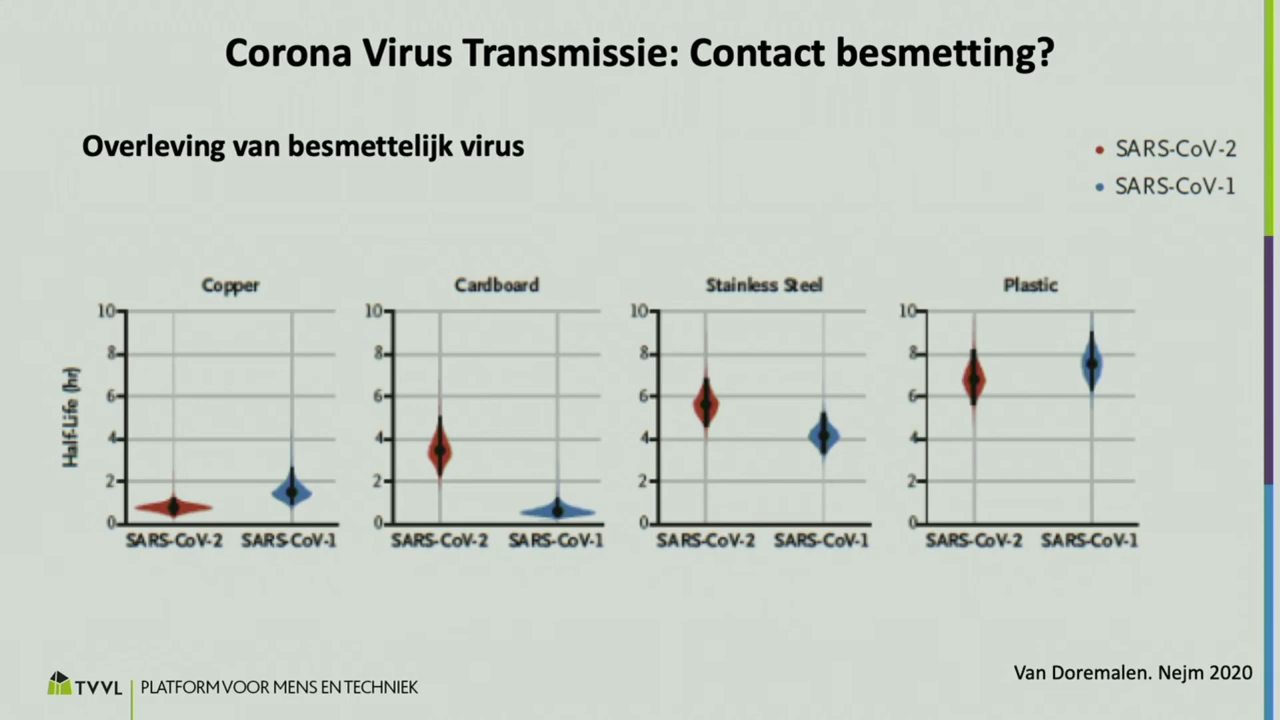 Corona Virus Transmissie: Contact besmetting?
Overleving van besmettelijk virus
SARS-CoV-2
SARS-CoV-1
Copper
Cardboard
Stainless Steel
Plastic
Half-Life (hr)
10
8
6
4
2
0
10
8
6
4
2
0
10
8
6
4
2
0
10
8
6
4
2
0
SARS-CoV-2 SARS-CoV-1
SARS-CoV-2 SARS-CoV-1
SARS-CoV-2 SARS-CoV-1
SARS-CoV-2 SARS-CoV-1
Van Doremalen. Nejm 2020
TVVL PLATFORM VOOR MENS EN TECHNIEK